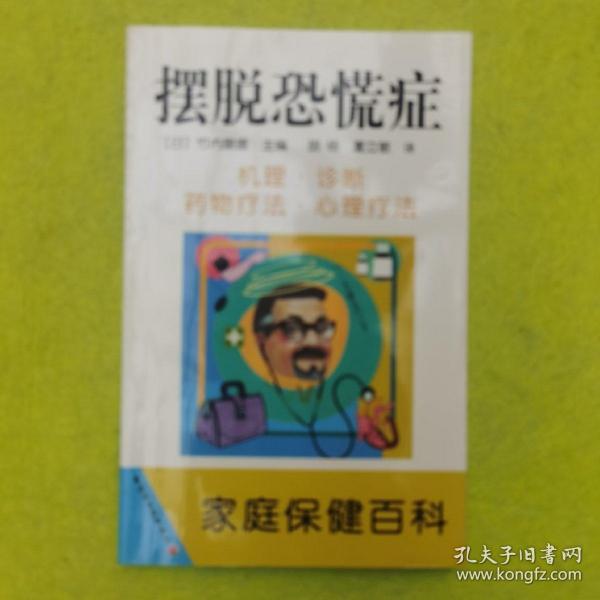 摆脱恐慌症
[日] 竹内龍雄 主编 译
机理·诊断
药物疗法·心理疗法
家庭保健百科
孔夫子旧书网
www.kongfz.com